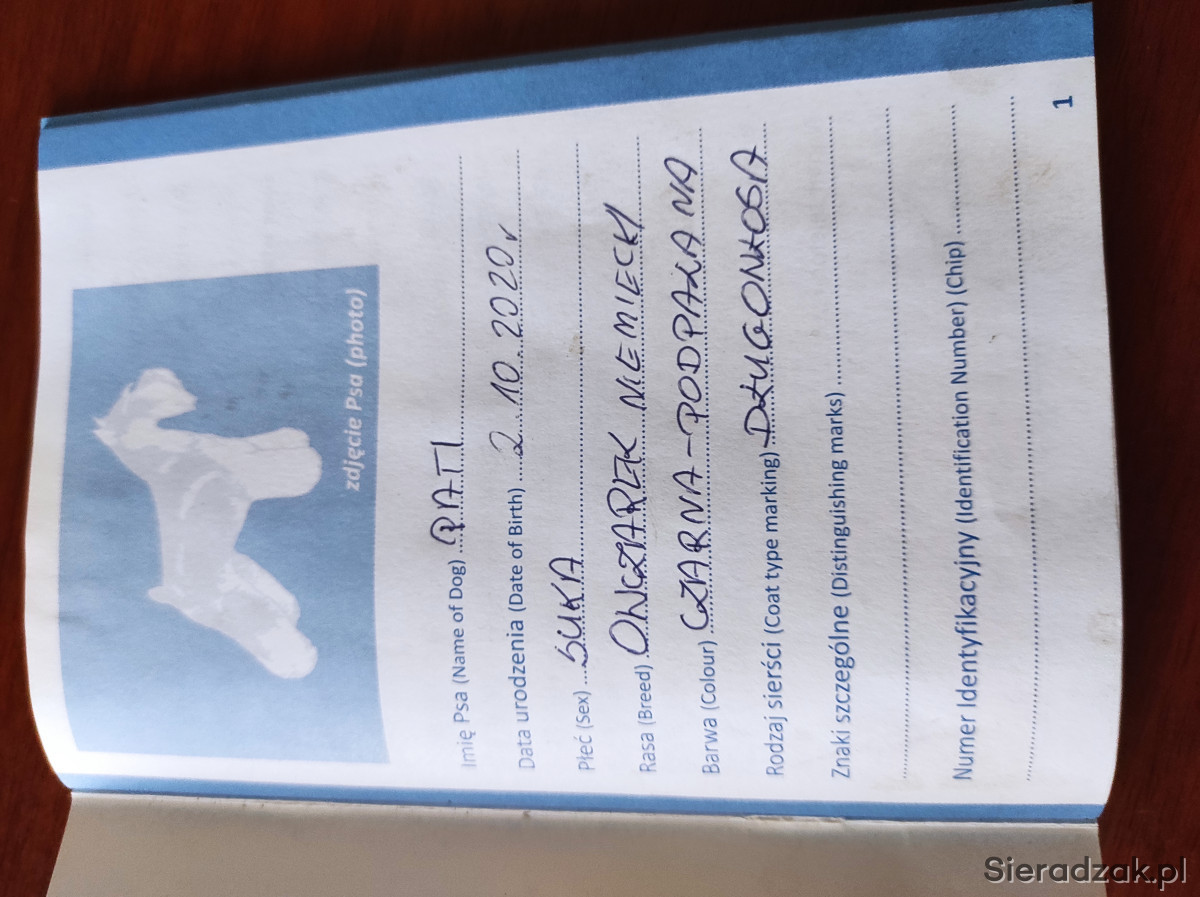 zdjęcie Psa (photo)
Imię Psa (Name of Dog) PATI
Data urodzenia (Date of Birth) 2.10.2020r
Płeć (Sex) SUKA
Rasa (Breed) OWCZAREK NIEMIECKI
Barwa (Colour) CZARNA-PODPALANA
Rodzaj sierści (Coat type marking) DŁUGOWŁOSA
Znaki szczególne (Distinguishing marks)
Numer Identyfikacyjny (Identification Number) (Chip)
1
Sieradzak.pl